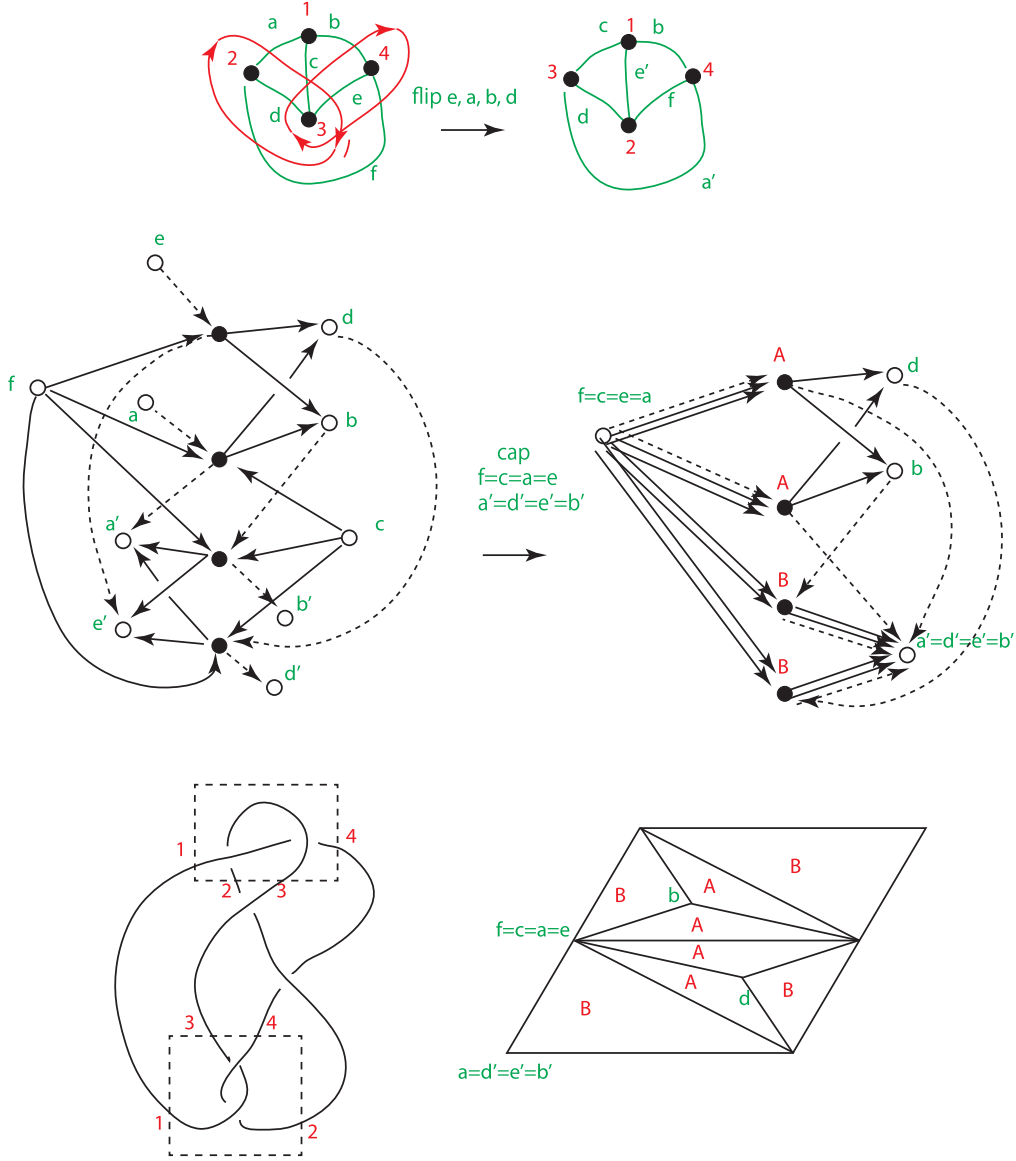 1
a b
2 4
c
d e
3
f
flip e, a, b, d
1
c b
3 e′ 4
d f
2
a′
e
d
f
a
b
a′ c
b′
e′
d′
cap
f=c=a=e
a′=d′=e′=b′
A
d
f=c=e=a
b
A
B
a′=d′=e′=b′
B
1 4
2 3
3 4
1 2
B
B A
b
f=c=a=e A
A
A B
B d
a=d′=e′=b′